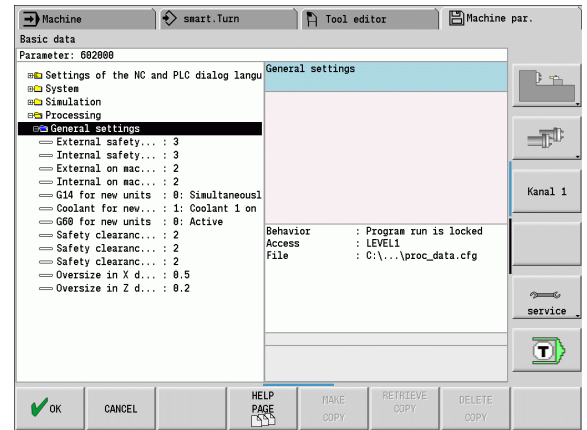 Machine
smart.Turn
Tool editor
Machine par.
Basic data
Parameter: 602000
Settings of the NC and PLC dialog langu
System
Simulation
Processing
General settings
External safety... : 3
Internal safety... : 3
External on mac... : 2
Internal on mac... : 2
G14 for new units : 0: Simultaneousl
Coolant for new... : 1: Coolant 1 on
G60 for new units : 0: Active
Safety clearanc... : 2
Safety clearanc... : 2
Safety clearanc... : 2
Oversize in X d... : 0.5
Oversize in Z d... : 0.2
General settings
Behavior : Program run is locked
Access : LEVEL1
File : C:\...\proc_data.cfg
Kanal 1
service
T
OK
CANCEL
HELP
PAGE
MAKE
COPY
RETRIEVE
COPY
DELETE
COPY